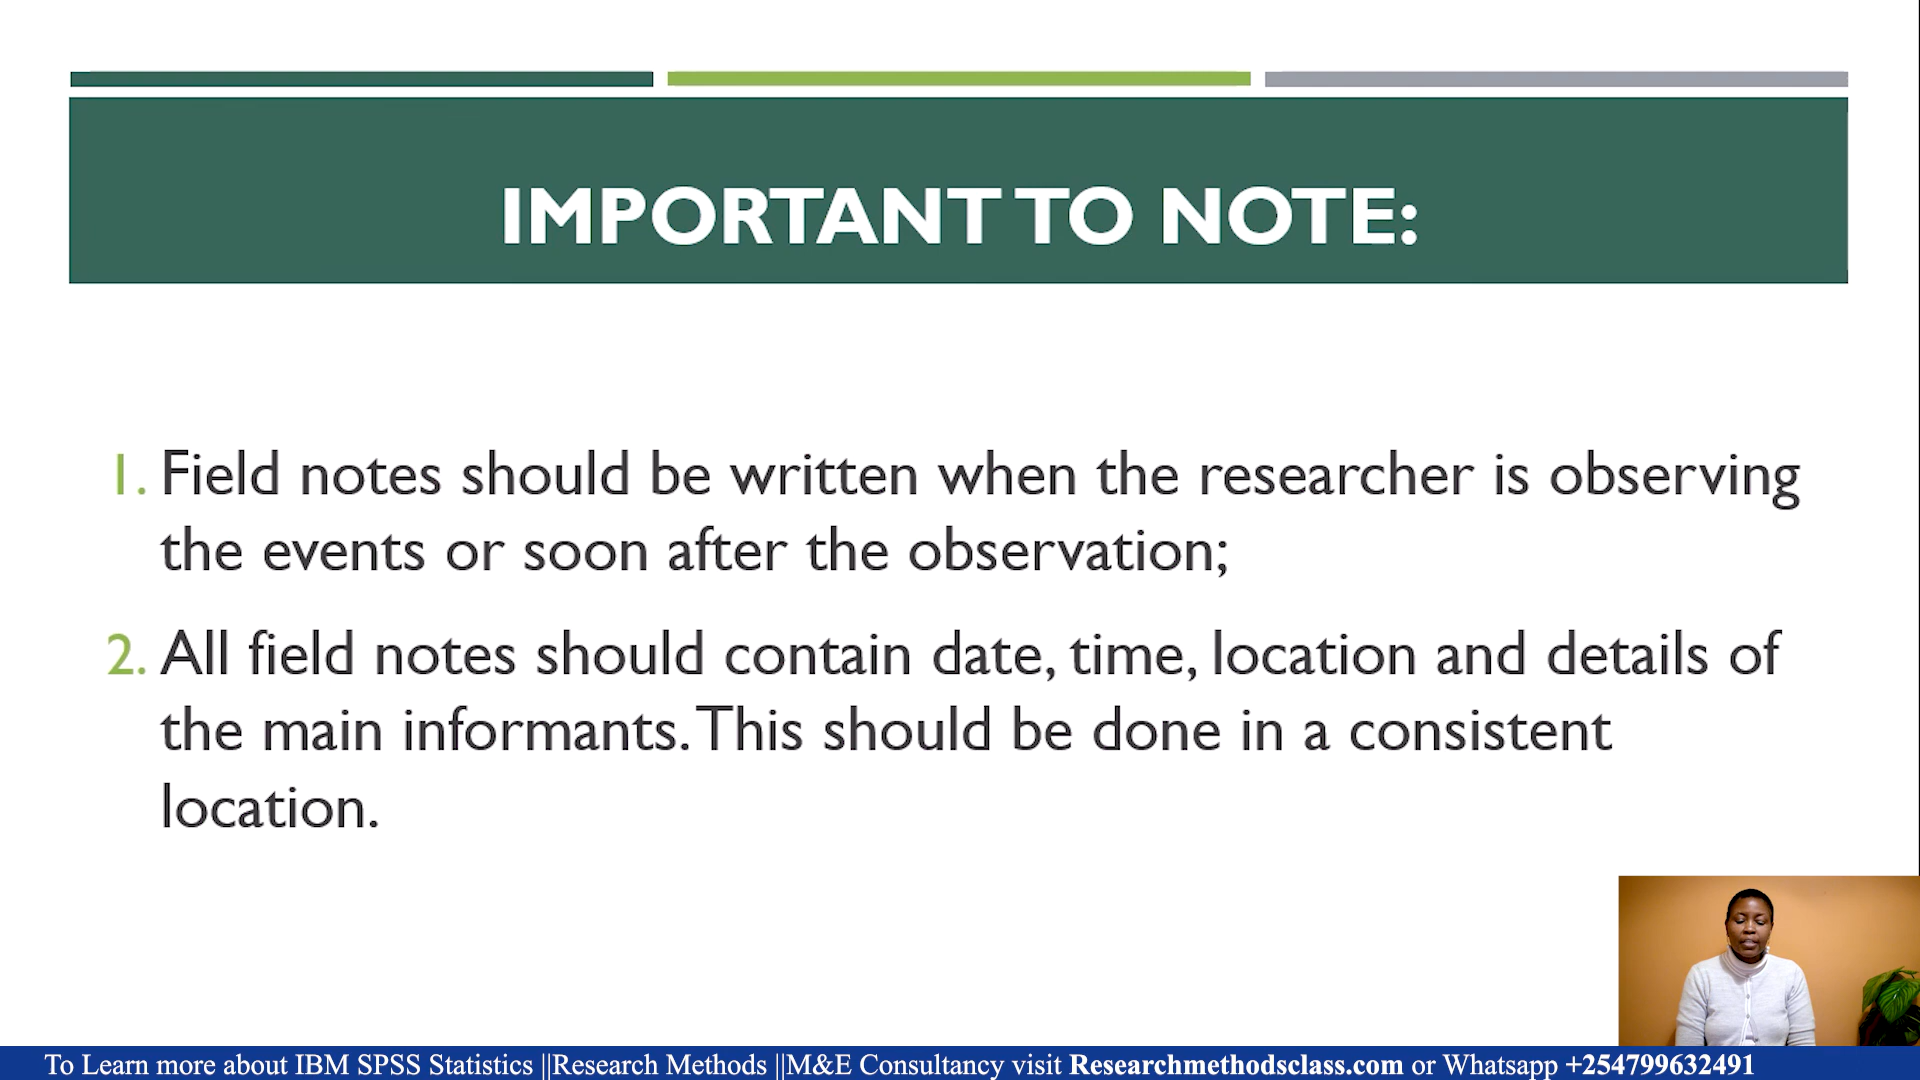 IMPORTANT TO NOTE:
1. Field notes should be written when the researcher is observing
the events or soon after the observation;
2. All field notes should contain date, time, location and details of
the main informants. This should be done in a consistent
location.
To Learn more about IBM SPSS Statistics ||Research Methods ||M&E Consultancy visit Researchmethodsclass.com or Whatsapp +254799632491